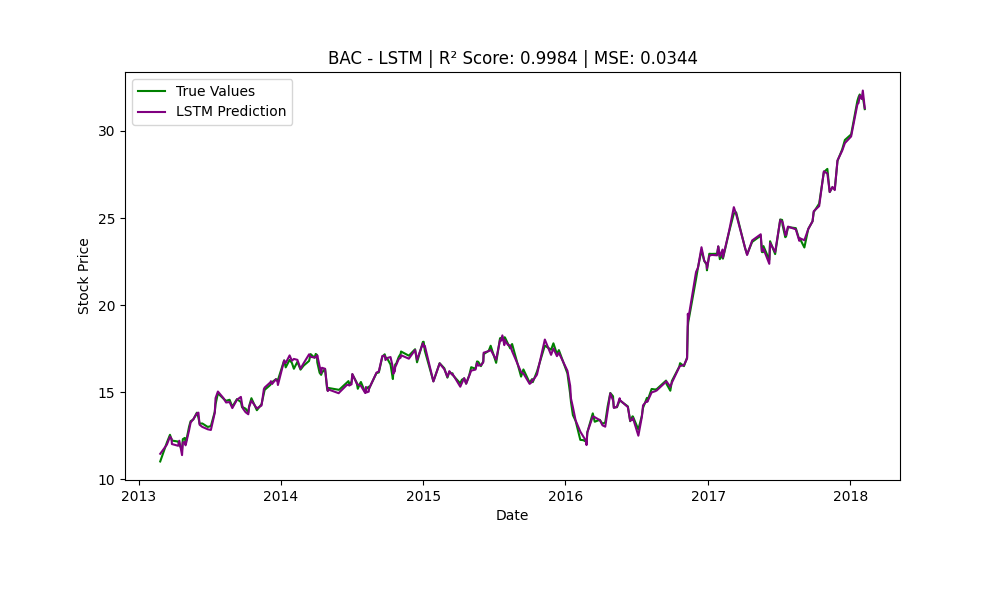 BAC - LSTM | R² Score: 0.9984 | MSE: 0.0344
True Values
LSTM Prediction
Stock Price
30
25
20
15
10
2013
2014
2015
2016
2017
2018
Date